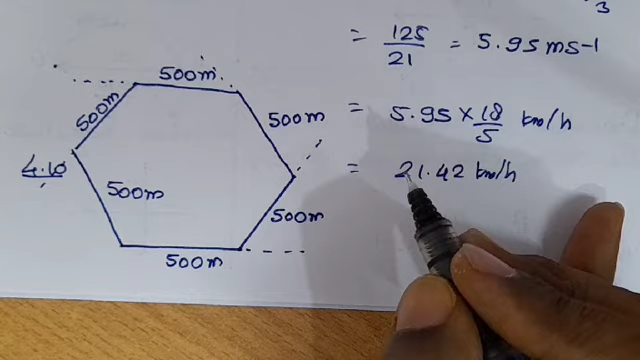 3
= 125/21 = 5.95 ms-1
500m
500m
500m
= 5.95 × 18/5 km/h
4.10
= 21.42 km/h
500m
500m
500m